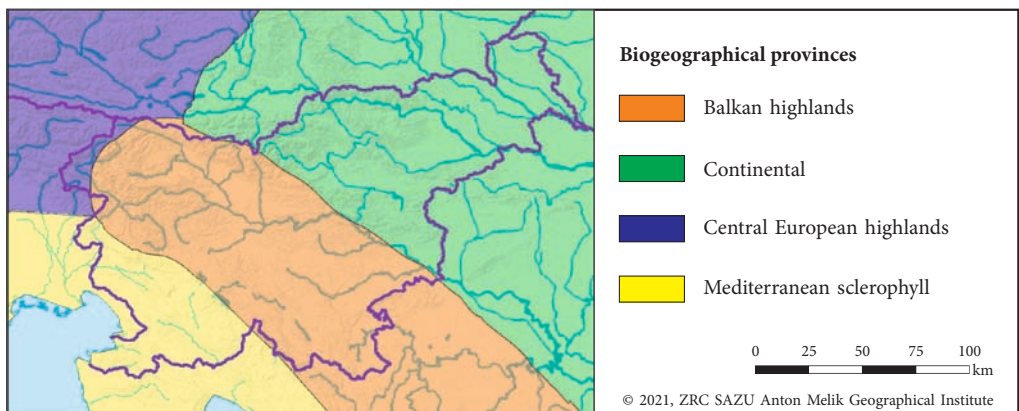 Biogeographical provinces
Balkan highlands
Continental
Central European highlands
Mediterranean sclerophyll
0 25 50 75 100
km
© 2021, ZRC SAZU Anton Melik Geographical Institute